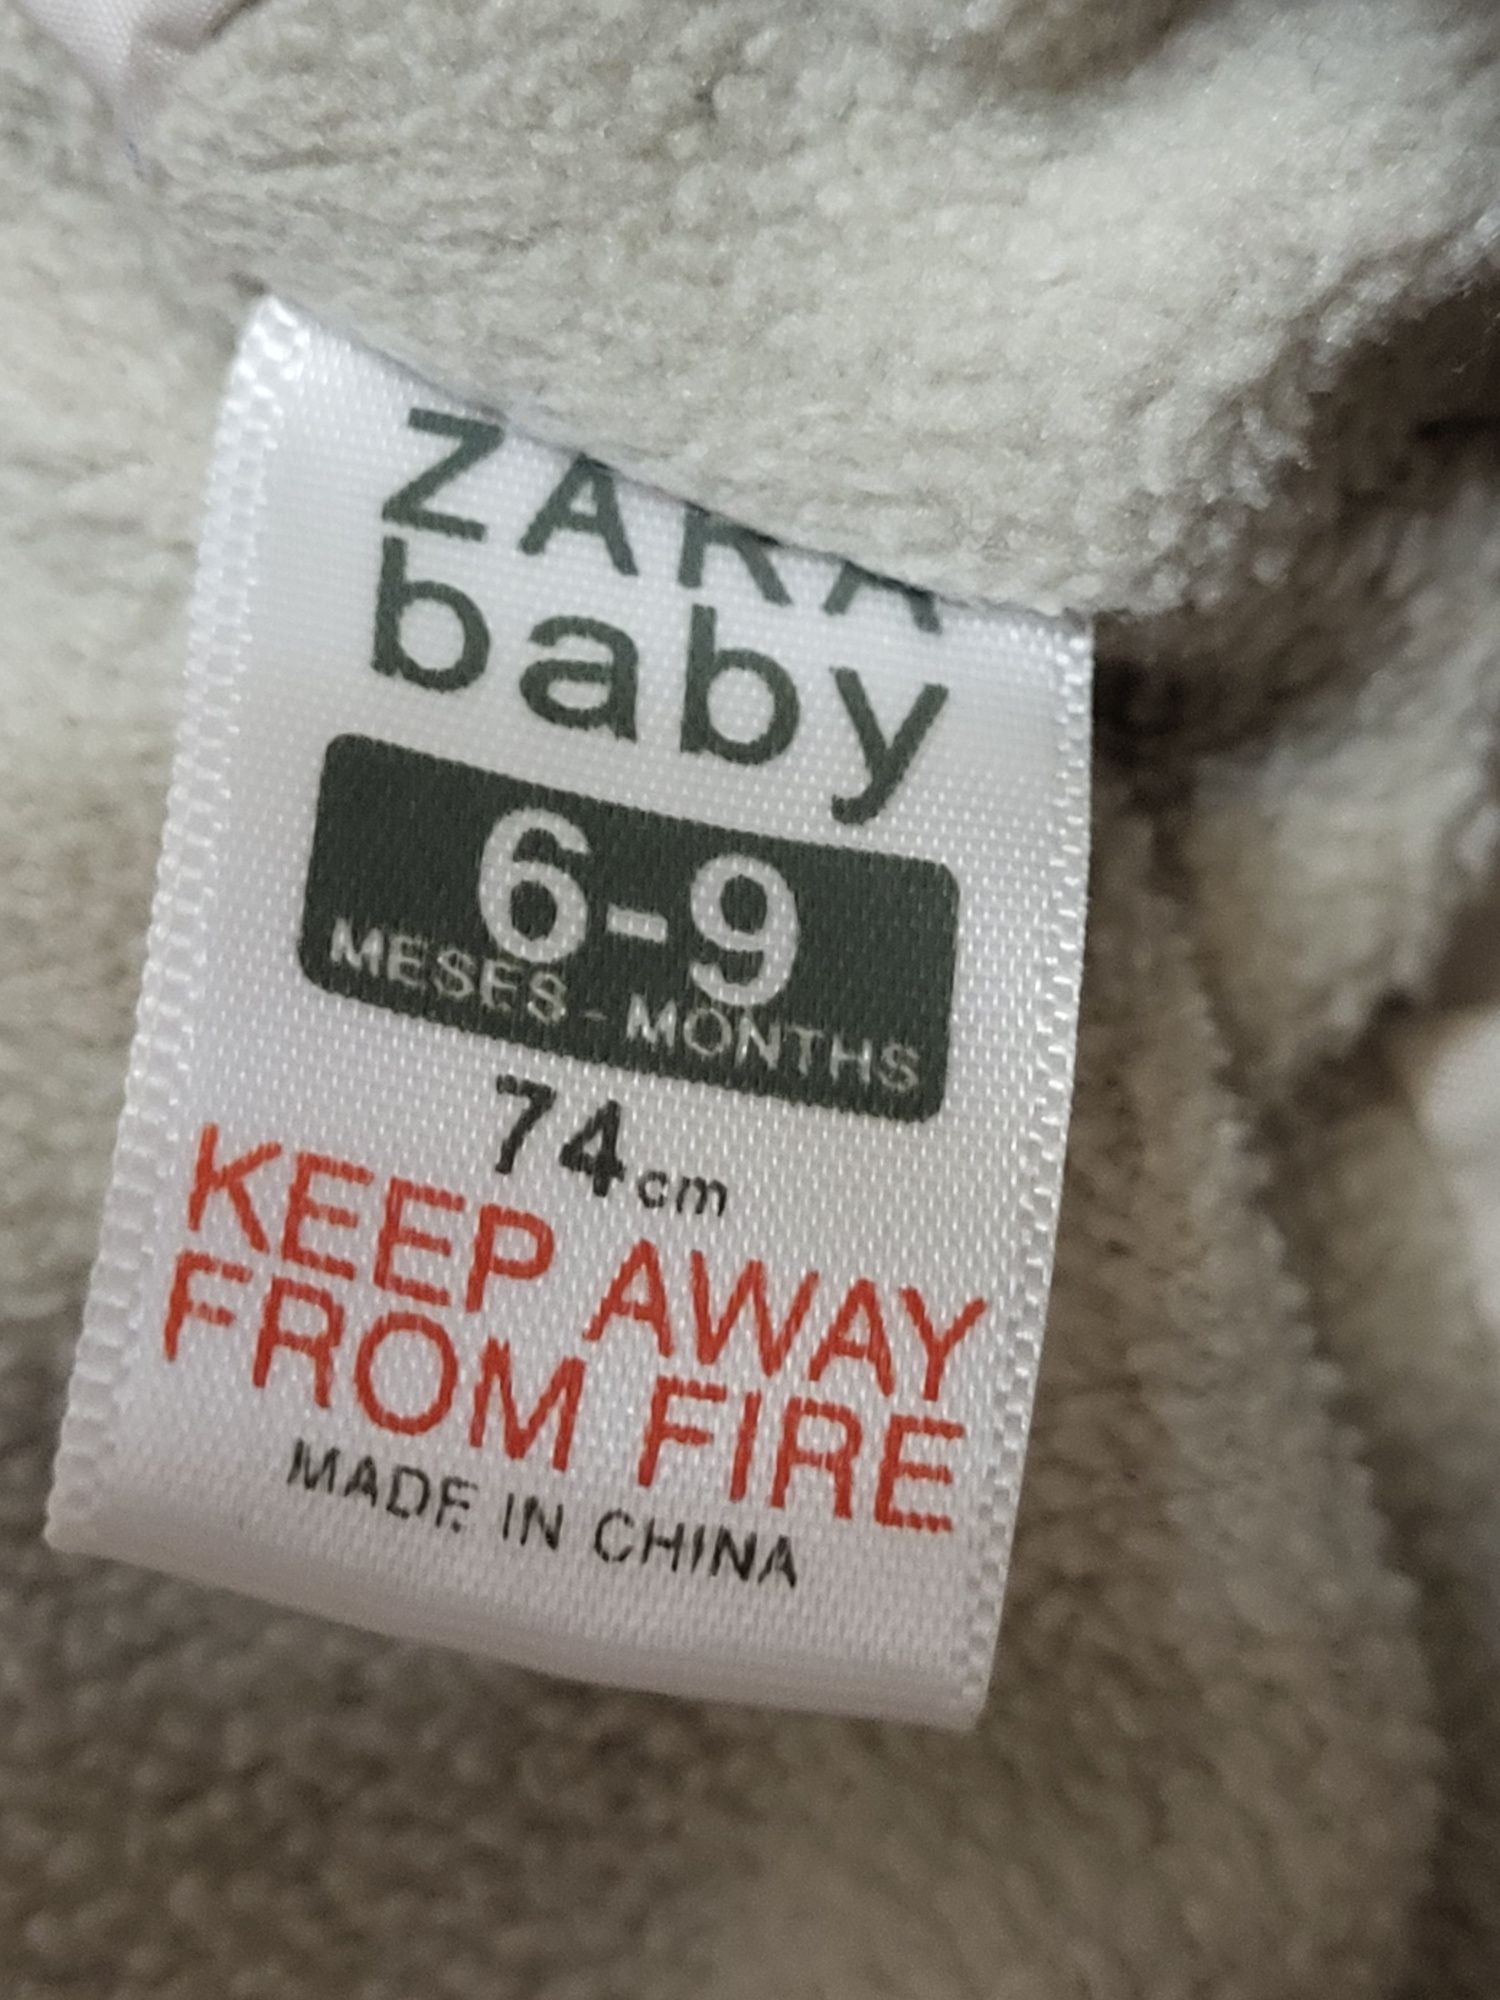 ZARA
baby
6-9
MESES - MONTHS
74cm
KEEP AWAY
FROM FIRE
MADE IN CHINA